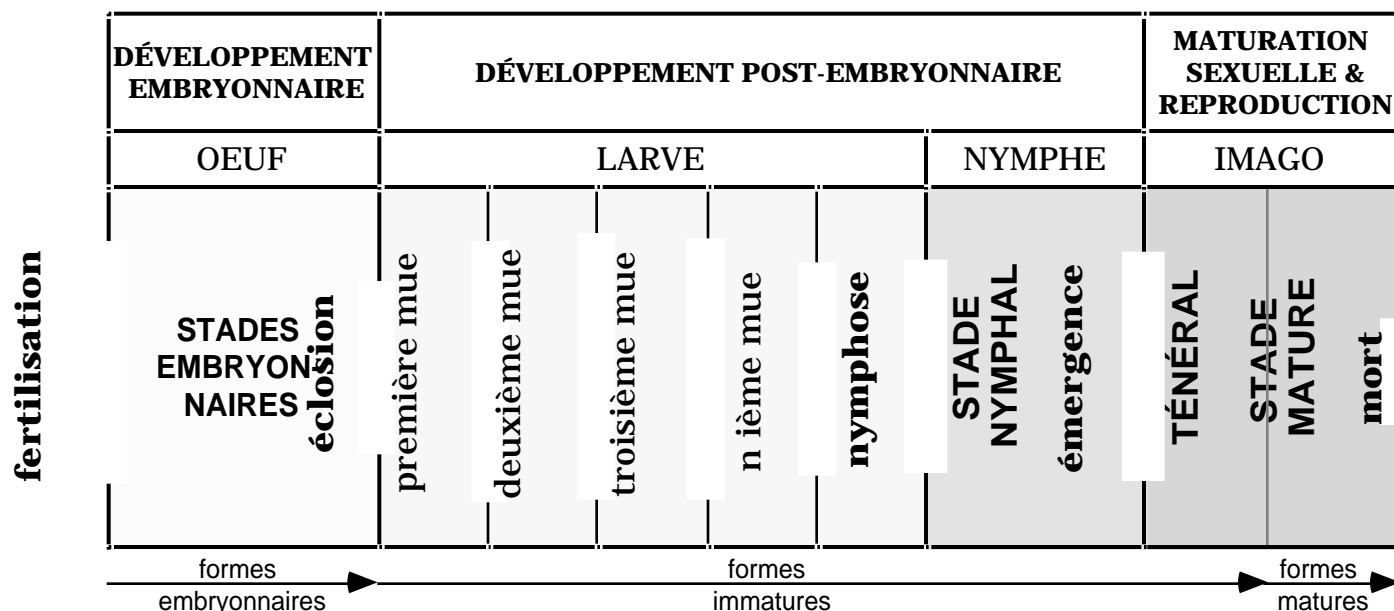 DÉVELOPPEMENT
EMBRYONNAIRE
DÉVELOPPEMENT POST-EMBRYONNAIRE
MATURATION
SEXUELLE &
REPRODUCTION
OEUF
LARVE
NYMPHE
IMAGO
fertilisation
STADES
EMBRYON-
NAIRES
éclosion
première mue
deuxième mue
troisième mue
n ième mue
nymphose
STADE
NYMPHAL
émergence
TÉNÉRAL
STADE
MATURE
mort
formes
embryonnaires
formes
immatures
formes
matures